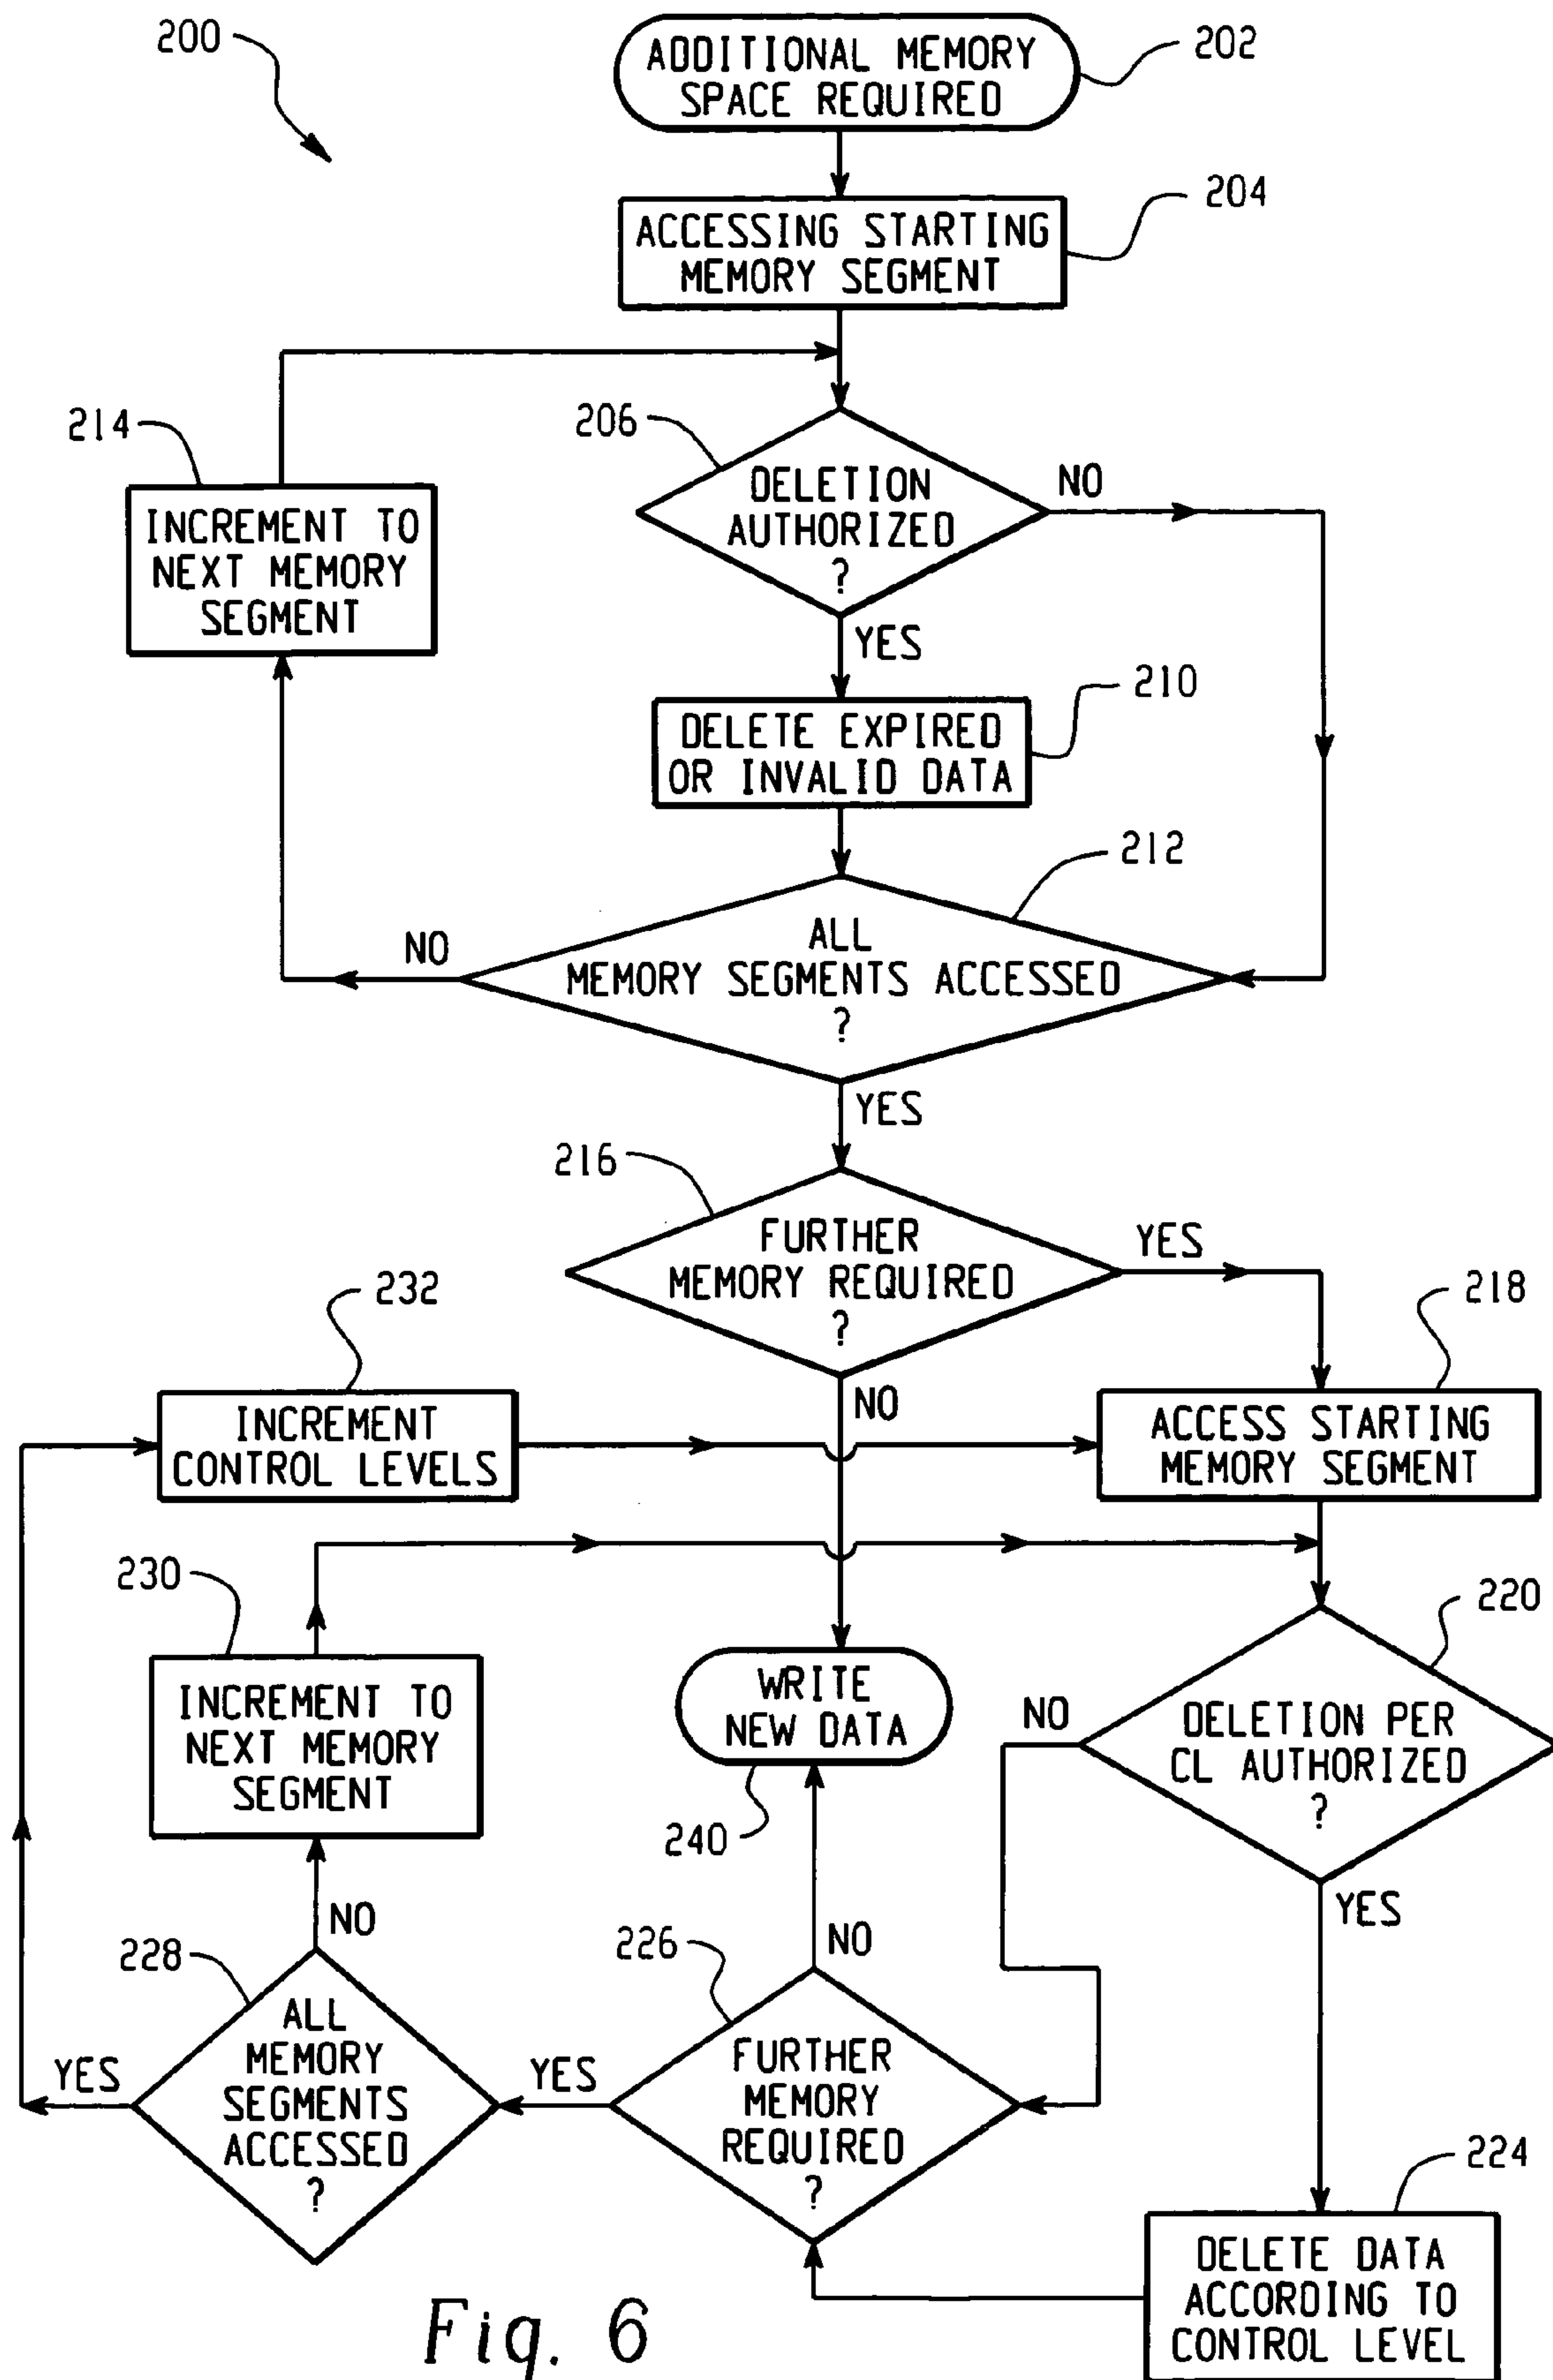 200
ADDITIONAL MEMORY
SPACE REQUIRED
202
ACCESSING STARTING
MEMORY SEGMENT
204
214
INCREMENT TO
NEXT MEMORY
SEGMENT
206
DELETION
AUTHORIZED
?
NO
YES
DELETE EXPIRED
OR INVALID DATA
210
212
ALL
MEMORY SEGMENTS ACCESSED
?
NO
YES
216
FURTHER
MEMORY REQUIRED
?
YES
NO
218
ACCESS STARTING
MEMORY SEGMENT
232
INCREMENT
CONTROL LEVELS
230
INCREMENT TO
NEXT MEMORY
SEGMENT
WRITE
NEW DATA
240
220
NO
DELETION PER
CL AUTHORIZED
?
YES
228
NO
ALL
MEMORY
SEGMENTS
ACCESSED
?
YES
226
NO
FURTHER
MEMORY
REQUIRED
?
YES
224
DELETE DATA
ACCORDING TO
CONTROL LEVEL
Fig. 6